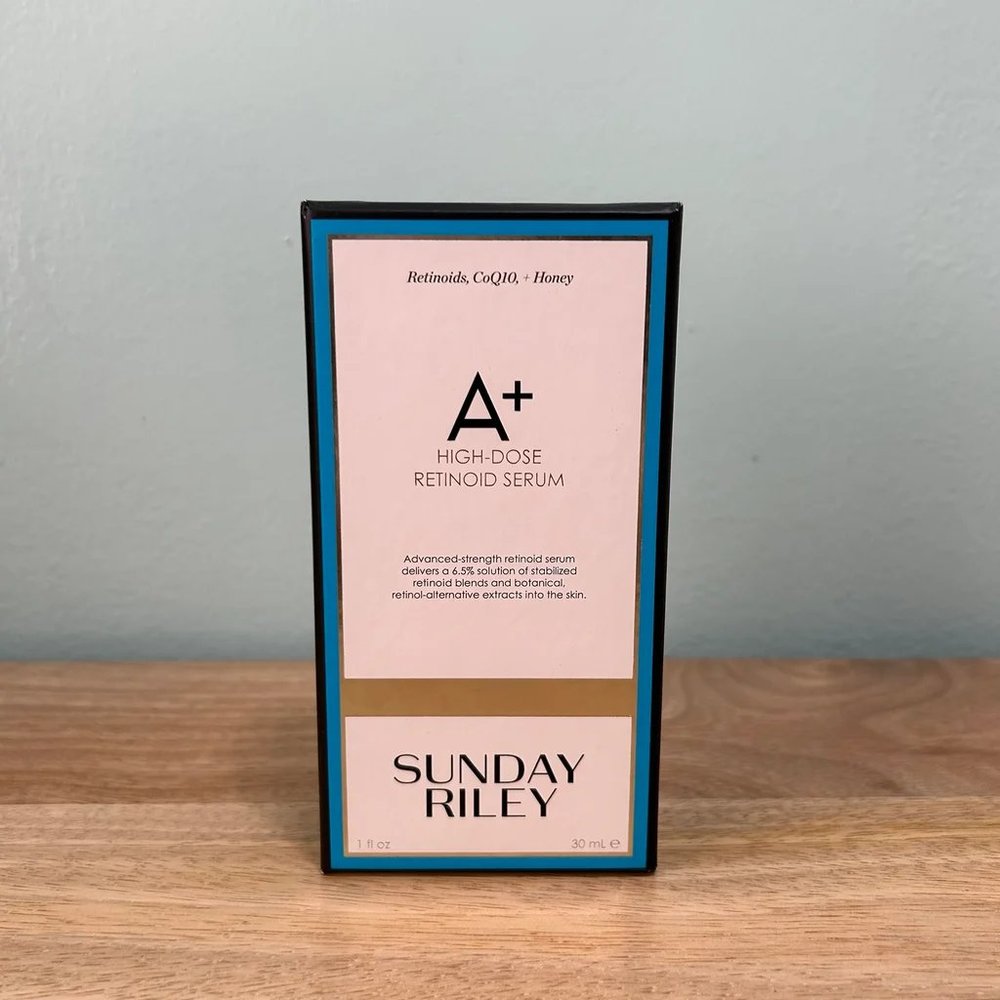 Retinoids, CoQ10, + Honey
A+
HIGH-DOSE
RETINOID SERUM
Advanced-strength retinoid serum
delivers a 6.5% solution of stabilized
retinoid blends and botanical,
retinol-alternative extracts into the skin.
SUNDAY
RILEY
1 fl oz 30 mL ℮